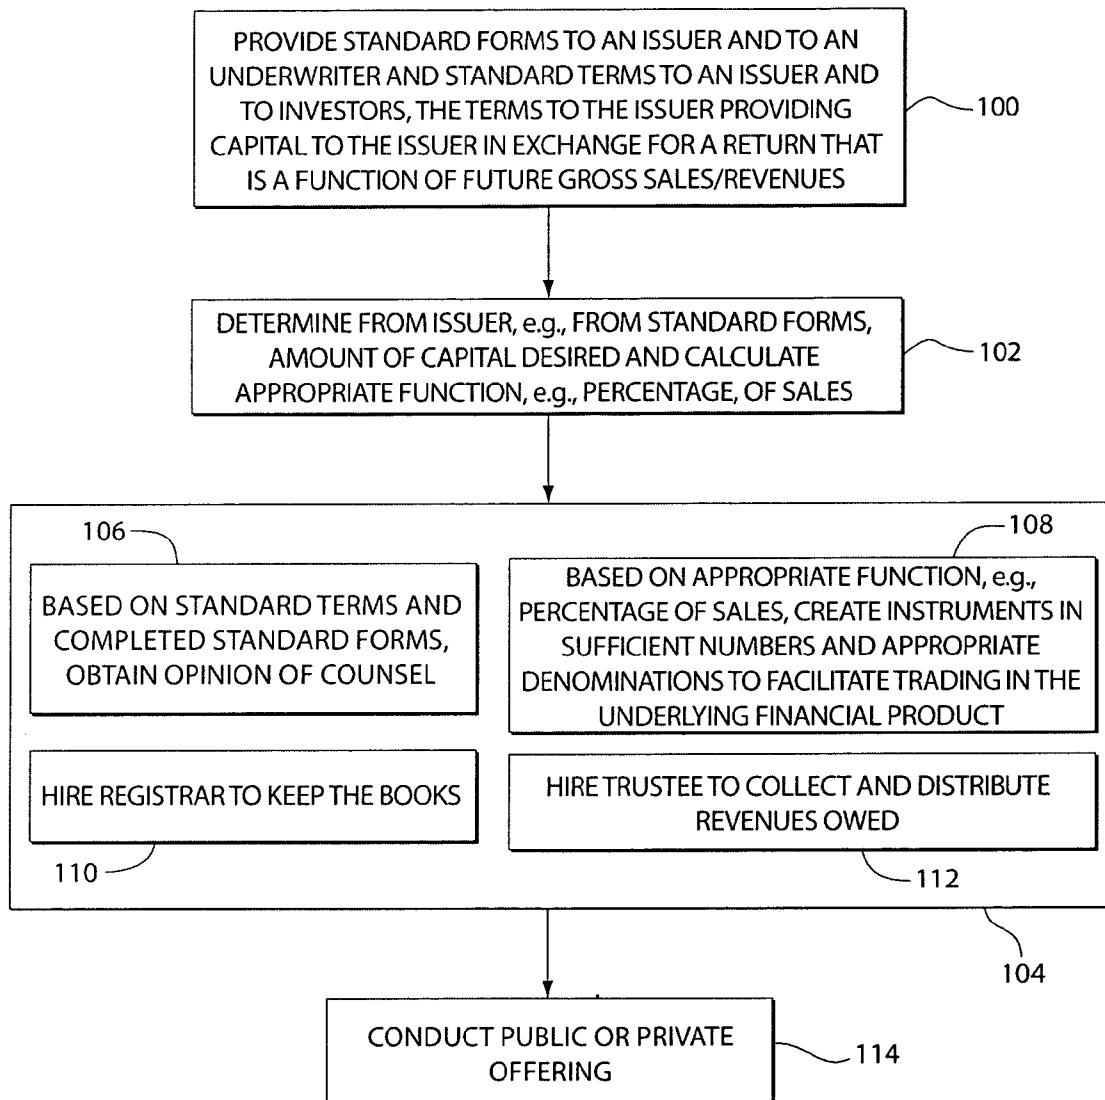 PROVIDE STANDARD FORMS TO AN ISSUER AND TO AN
UNDERWRITER AND STANDARD TERMS TO AN ISSUER AND
TO INVESTORS, THE TERMS TO THE ISSUER PROVIDING
CAPITAL TO THE ISSUER IN EXCHANGE FOR A RETURN THAT
IS A FUNCTION OF FUTURE GROSS SALES/REVENUES
100
DETERMINE FROM ISSUER, e.g., FROM STANDARD FORMS,
AMOUNT OF CAPITAL DESIRED AND CALCULATE
APPROPRIATE FUNCTION, e.g., PERCENTAGE, OF SALES
102
106
BASED ON STANDARD TERMS AND
COMPLETED STANDARD FORMS,
OBTAIN OPINION OF COUNSEL
108
BASED ON APPROPRIATE FUNCTION, e.g.,
PERCENTAGE OF SALES, CREATE INSTRUMENTS IN
SUFFICIENT NUMBERS AND APPROPRIATE
DENOMINATIONS TO FACILITATE TRADING IN THE
UNDERLYING FINANCIAL PRODUCT
HIRE REGISTRAR TO KEEP THE BOOKS
110
HIRE TRUSTEE TO COLLECT AND DISTRIBUTE
REVENUES OWED
112
104
CONDUCT PUBLIC OR PRIVATE
OFFERING
114